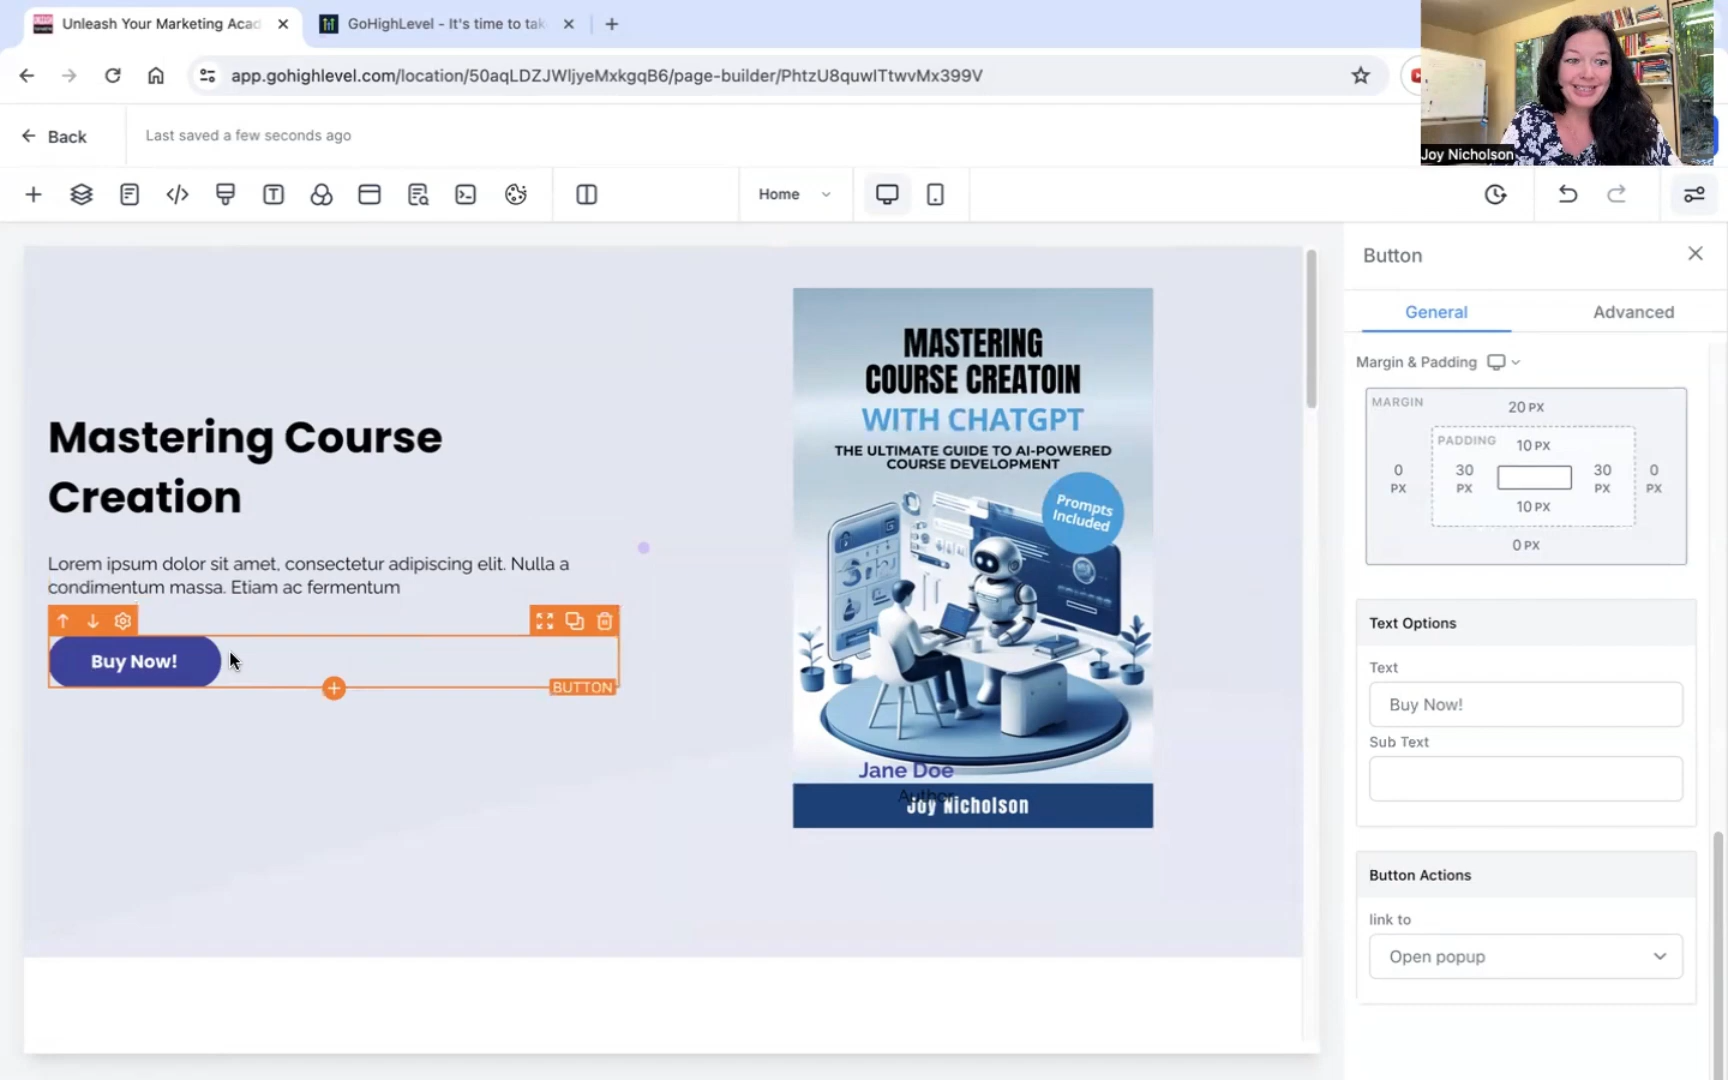 Unleash Your Marketing Acad
GoHighLevel - It's time to tak
app.gohighlevel.com/location/50aqLDZJWljyeMxkgqB6/page-builder/PhtzU8quwITtwvMx399V
Joy Nicholson
Back
Last saved a few seconds ago
Home
Mastering Course
Creation
Lorem ipsum dolor sit amet, consectetur adipiscing elit. Nulla a
condimentum massa. Etiam ac fermentum
Buy Now!
BUTTON
MASTERING
COURSE CREATOIN
WITH CHATGPT
THE ULTIMATE GUIDE TO AI-POWERED
COURSE DEVELOPMENT
Prompts
Included
Jane Doe
Author
Joy Nicholson
Button
General
Advanced
Margin & Padding
MARGIN
20 PX
PADDING
10 PX
0
PX
30
PX
30
PX
0
PX
10 PX
0 PX
Text Options
Text
Buy Now!
Sub Text
Button Actions
link to
Open popup